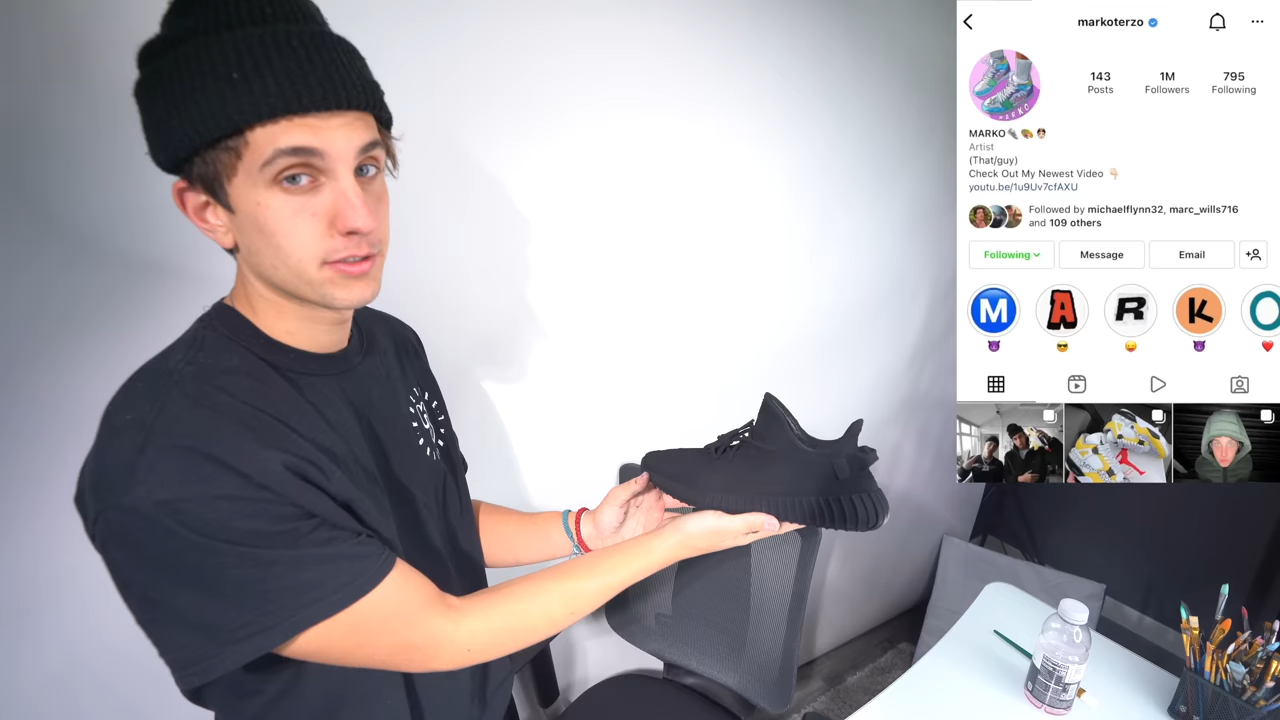 markoterzo
143
1M
795
Posts
Followers
Following
MARKO
Artist
(That/guy)
Check Out My Newest Video
youtu.be/1u9Uv7cfAXU
Followed by michaelflynn32, marc_wills716
and 109 others
Following
Message
Email
M
A
R
K
O
MARKO